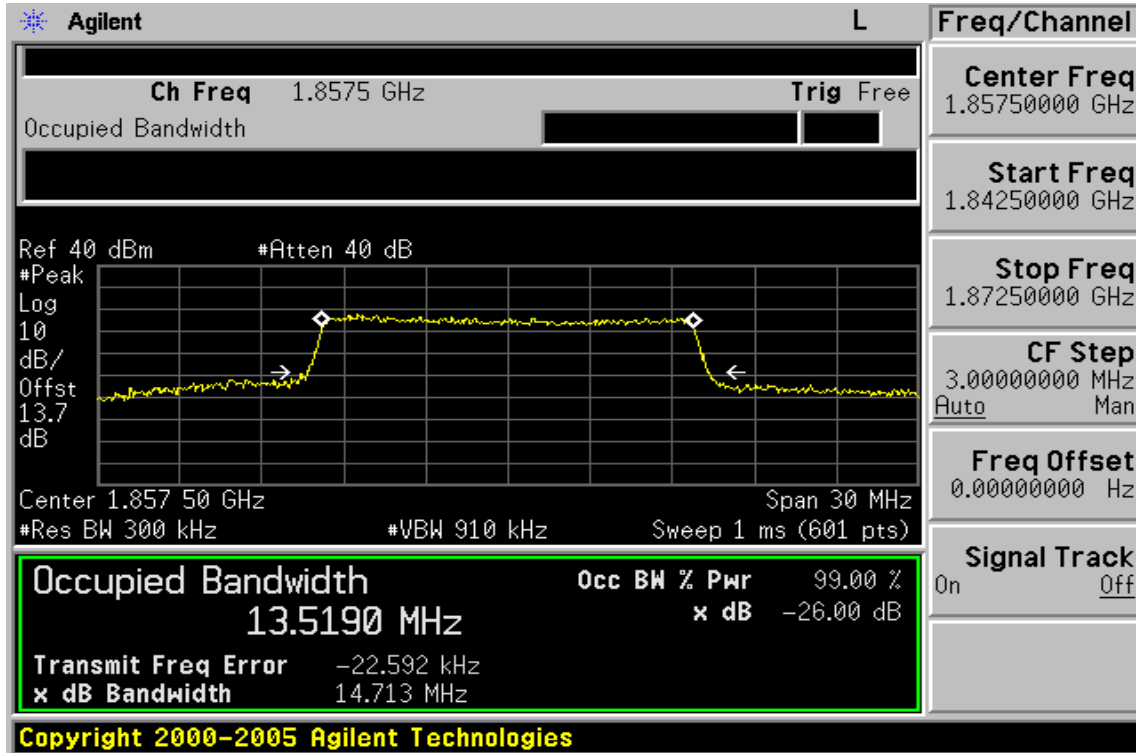 Agilent L Freq/Channel
Ch Freq 1.8575 GHz Trig Free
Occupied Bandwidth
Center Freq
1.85750000 GHz
Start Freq
1.84250000 GHz
Stop Freq
1.87250000 GHz
CF Step
3.00000000 MHz
Auto Man
Freq Offset
0.00000000 Hz
Signal Track
On Off
Ref 40 dBm #Atten 40 dB
#Peak
Log
10
dB/
Offst
13.7
dB
Center 1.857 50 GHz Span 30 MHz
#Res BW 300 kHz #VBW 910 kHz Sweep 1 ms (601 pts)
Occupied Bandwidth Occ BW % Pwr 99.00 %
13.5190 MHz x dB -26.00 dB
Transmit Freq Error -22.592 kHz
x dB Bandwidth 14.713 MHz
Copyright 2000-2005 Agilent Technologies